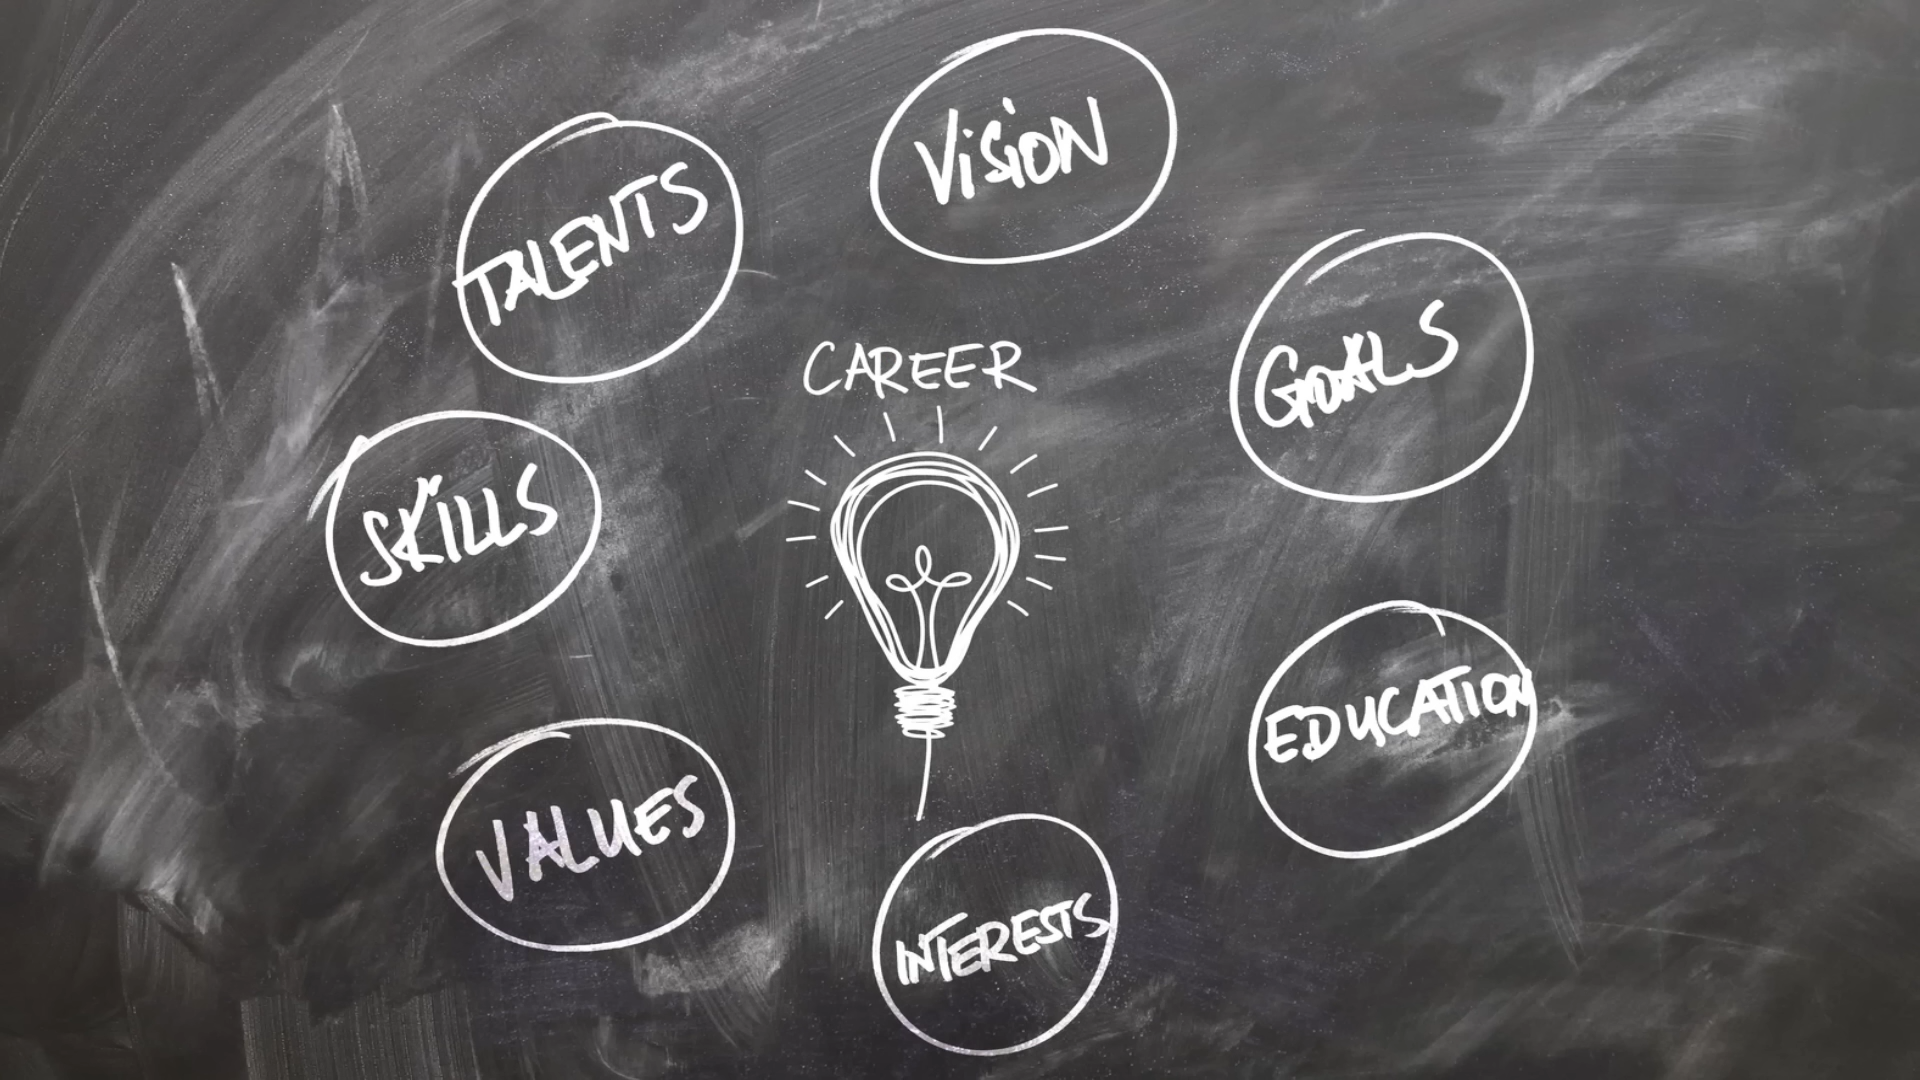 VISION
TALENTS
GOALS
CAREER
SKILLS
EDUCATION
VALUES
INTERESTS